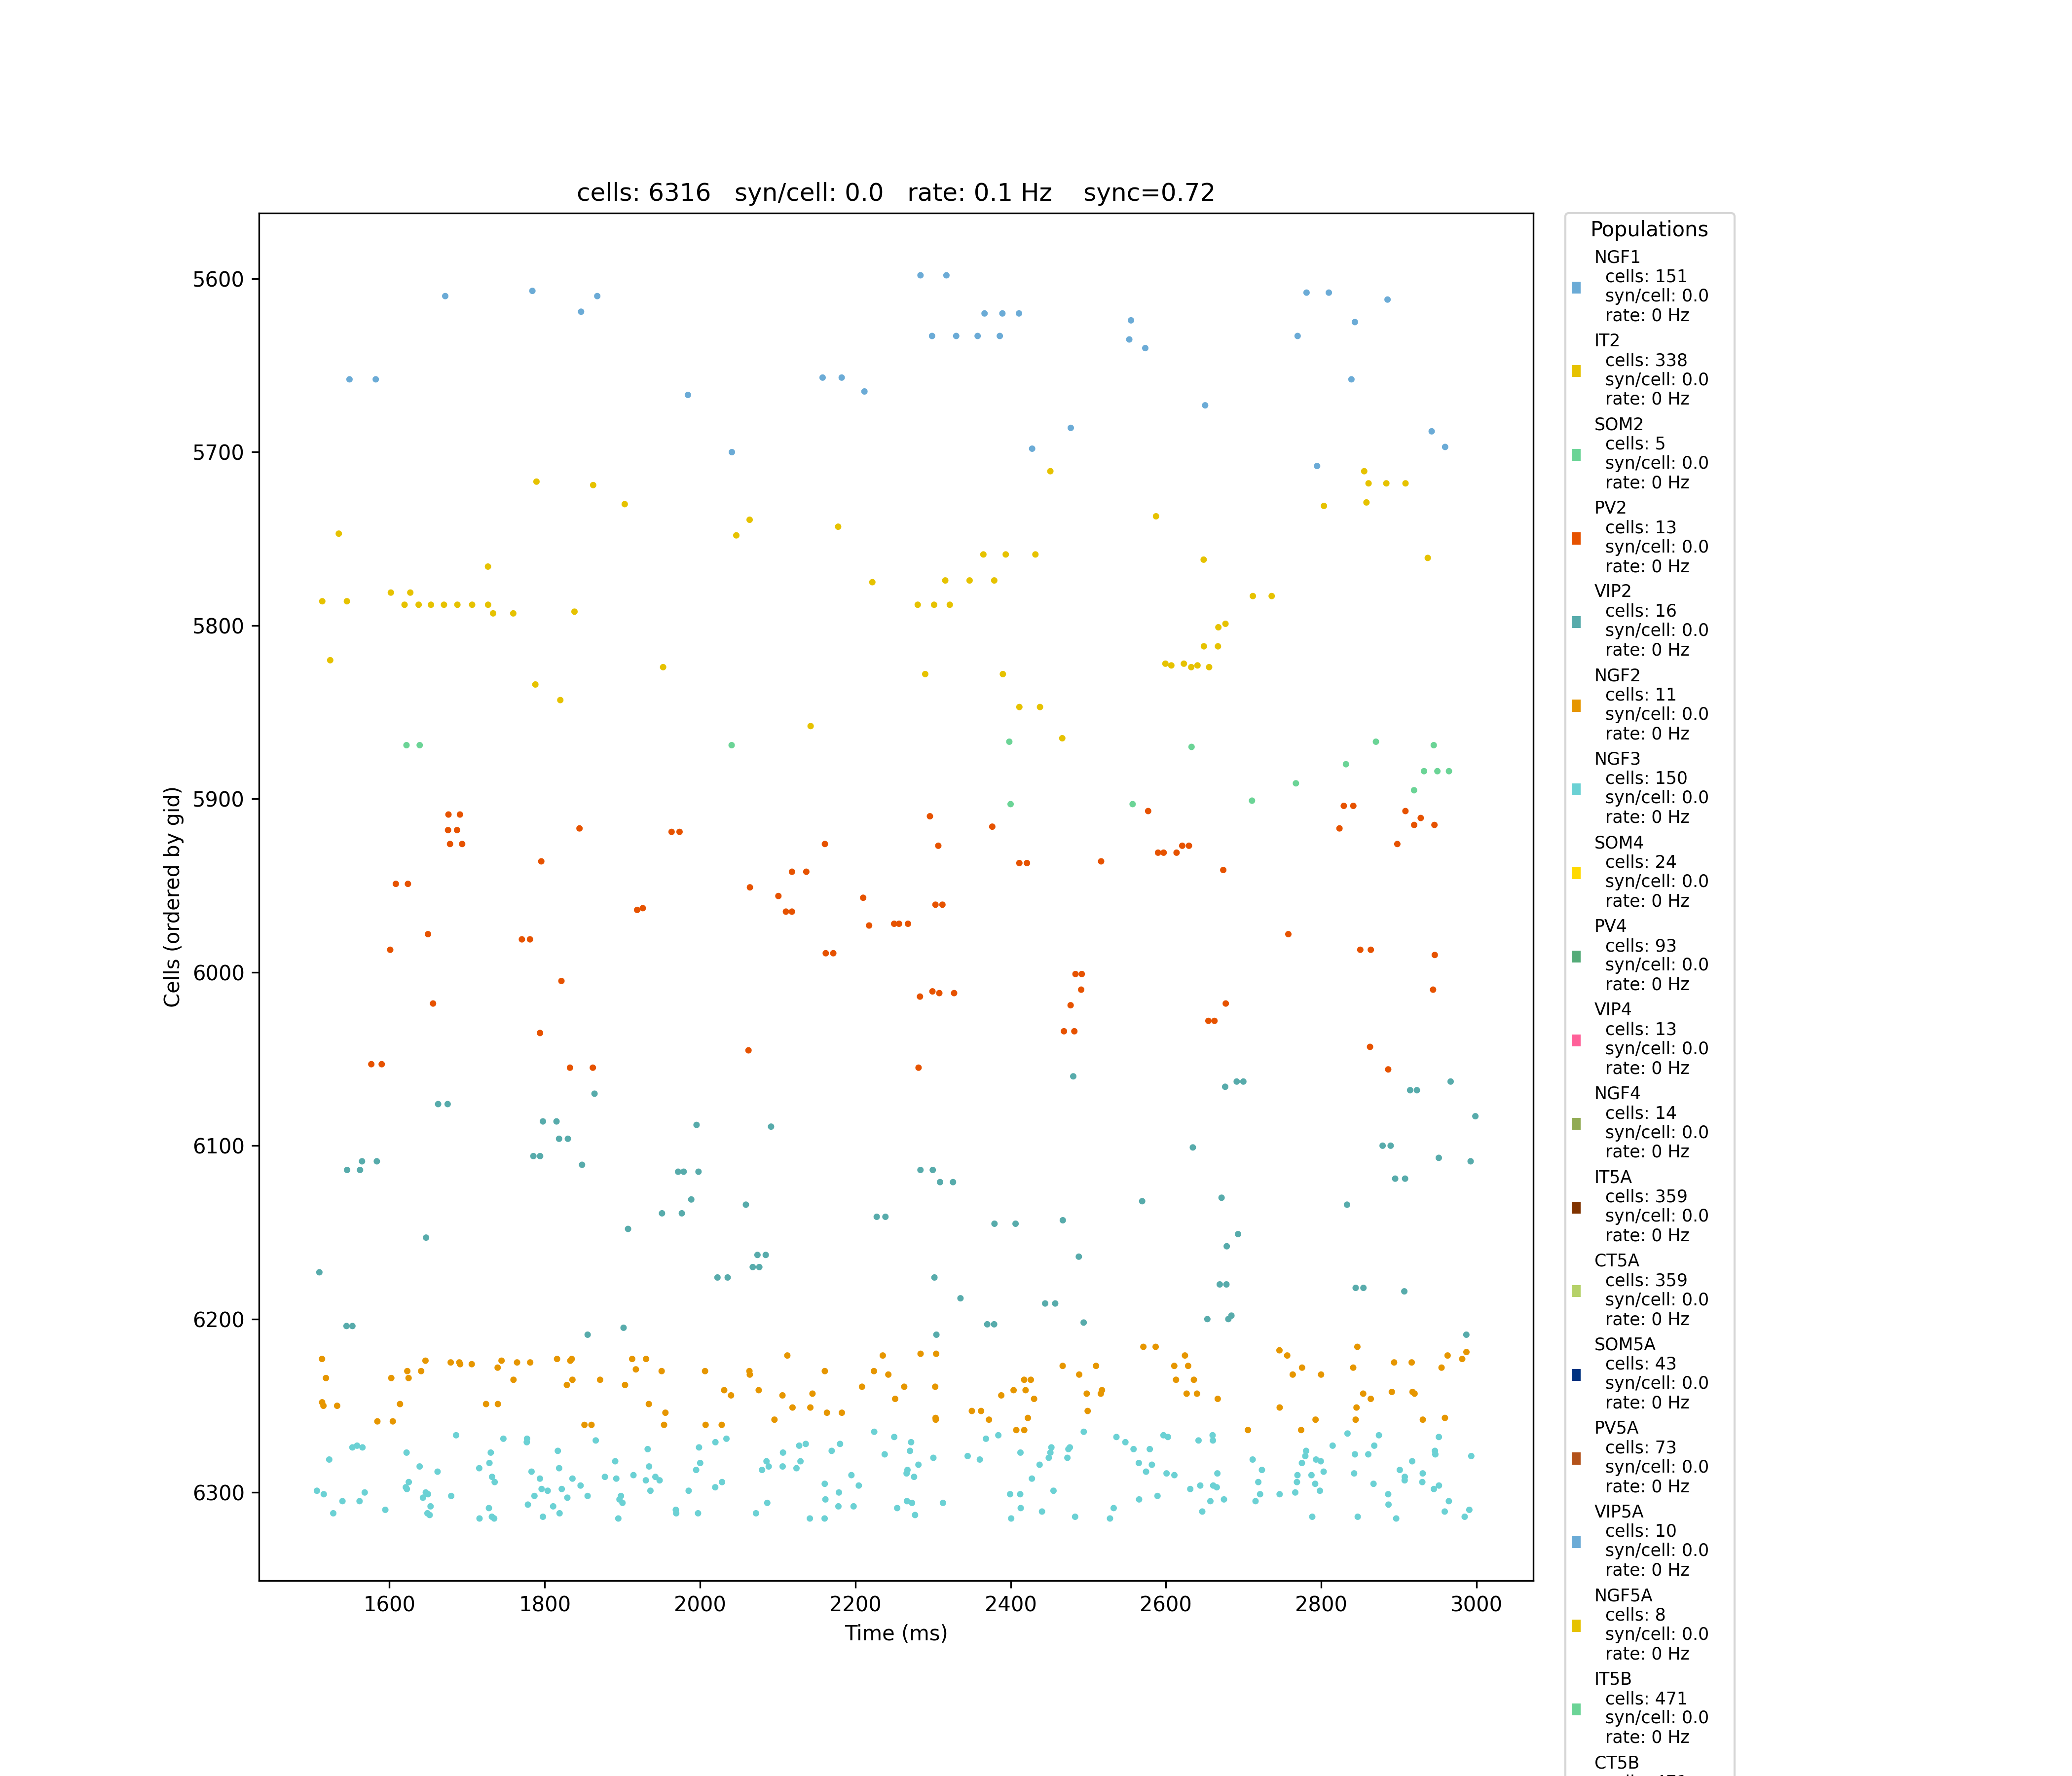 cells: 6316   syn/cell: 0.0   rate: 0.1 Hz    sync=0.72
5600
5700
5800
5900
6000
6100
6200
6300
Cells (ordered by gid)
1600
1800
2000
2200
2400
2600
2800
3000
Time (ms)
Populations
NGF1
cells: 151
syn/cell: 0.0
rate: 0 Hz
IT2
cells: 338
syn/cell: 0.0
rate: 0 Hz
SOM2
cells: 5
syn/cell: 0.0
rate: 0 Hz
PV2
cells: 13
syn/cell: 0.0
rate: 0 Hz
VIP2
cells: 16
syn/cell: 0.0
rate: 0 Hz
NGF2
cells: 11
syn/cell: 0.0
rate: 0 Hz
NGF3
cells: 150
syn/cell: 0.0
rate: 0 Hz
SOM4
cells: 24
syn/cell: 0.0
rate: 0 Hz
PV4
cells: 93
syn/cell: 0.0
rate: 0 Hz
VIP4
cells: 13
syn/cell: 0.0
rate: 0 Hz
NGF4
cells: 14
syn/cell: 0.0
rate: 0 Hz
IT5A
cells: 359
syn/cell: 0.0
rate: 0 Hz
CT5A
cells: 359
syn/cell: 0.0
rate: 0 Hz
SOM5A
cells: 43
syn/cell: 0.0
rate: 0 Hz
PV5A
cells: 73
syn/cell: 0.0
rate: 0 Hz
VIP5A
cells: 10
syn/cell: 0.0
rate: 0 Hz
NGF5A
cells: 8
syn/cell: 0.0
rate: 0 Hz
IT5B
cells: 471
syn/cell: 0.0
rate: 0 Hz
CT5B